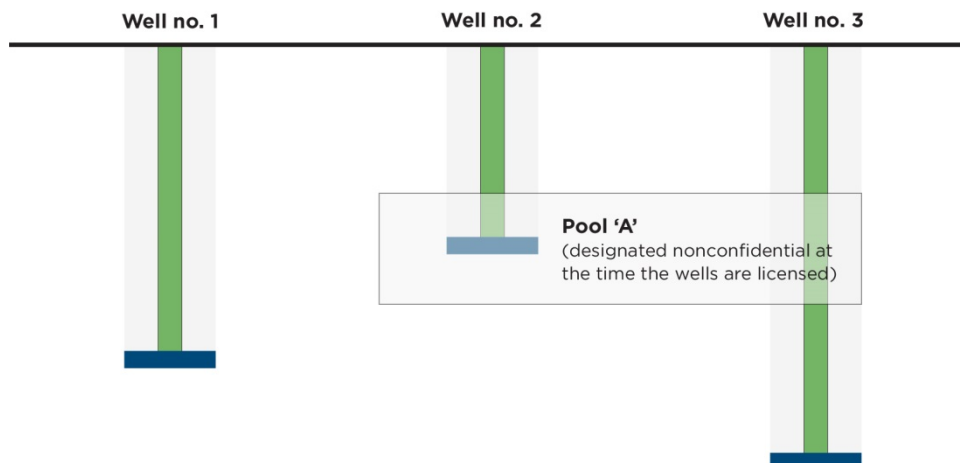 Well no. 1
Well no. 2
Well no. 3
Pool ‘A’
(designated nonconfidential at
the time the wells are licensed)